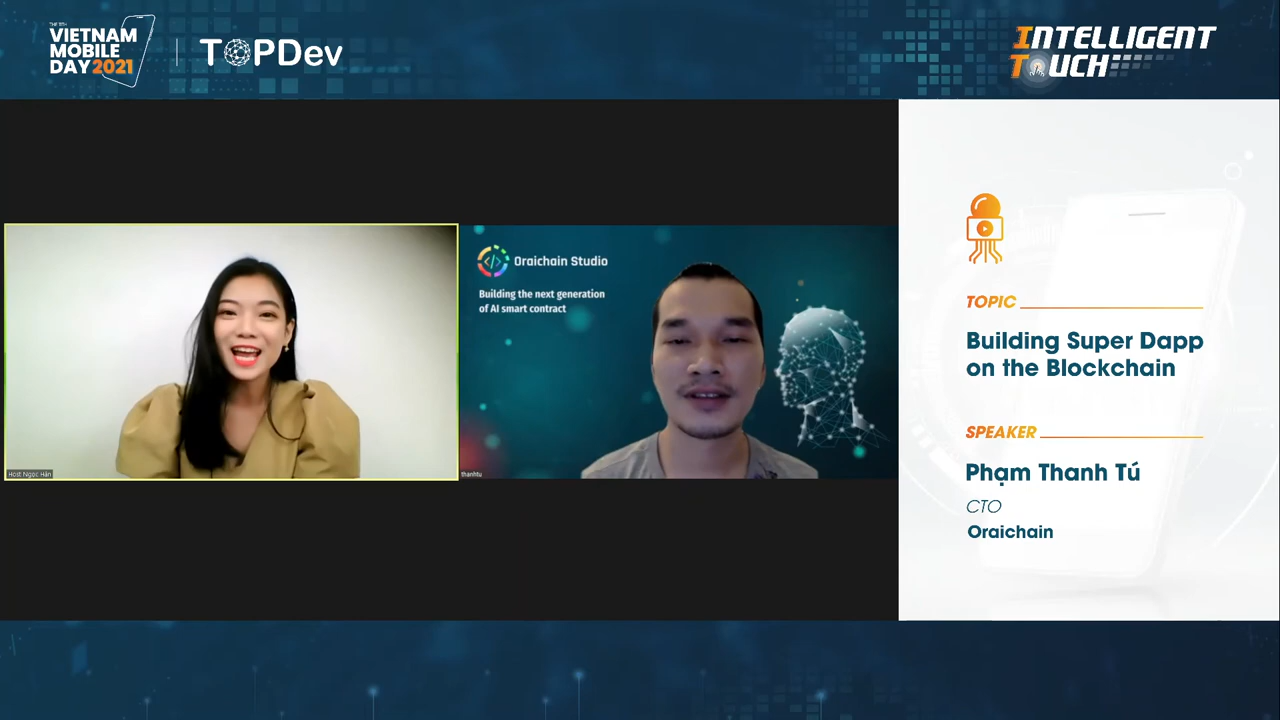 THE 11TH
VIETNAM
MOBILE
DAY 2021
TOPDev
INTELLIGENT
TOUCH
Oraichain Studio
Building the next generation
of AI smart contract
Host Ngọc Hân
thanhtu
TOPIC
Building Super Dapp
on the Blockchain
SPEAKER
Phạm Thanh Tú
CTO
Oraichain